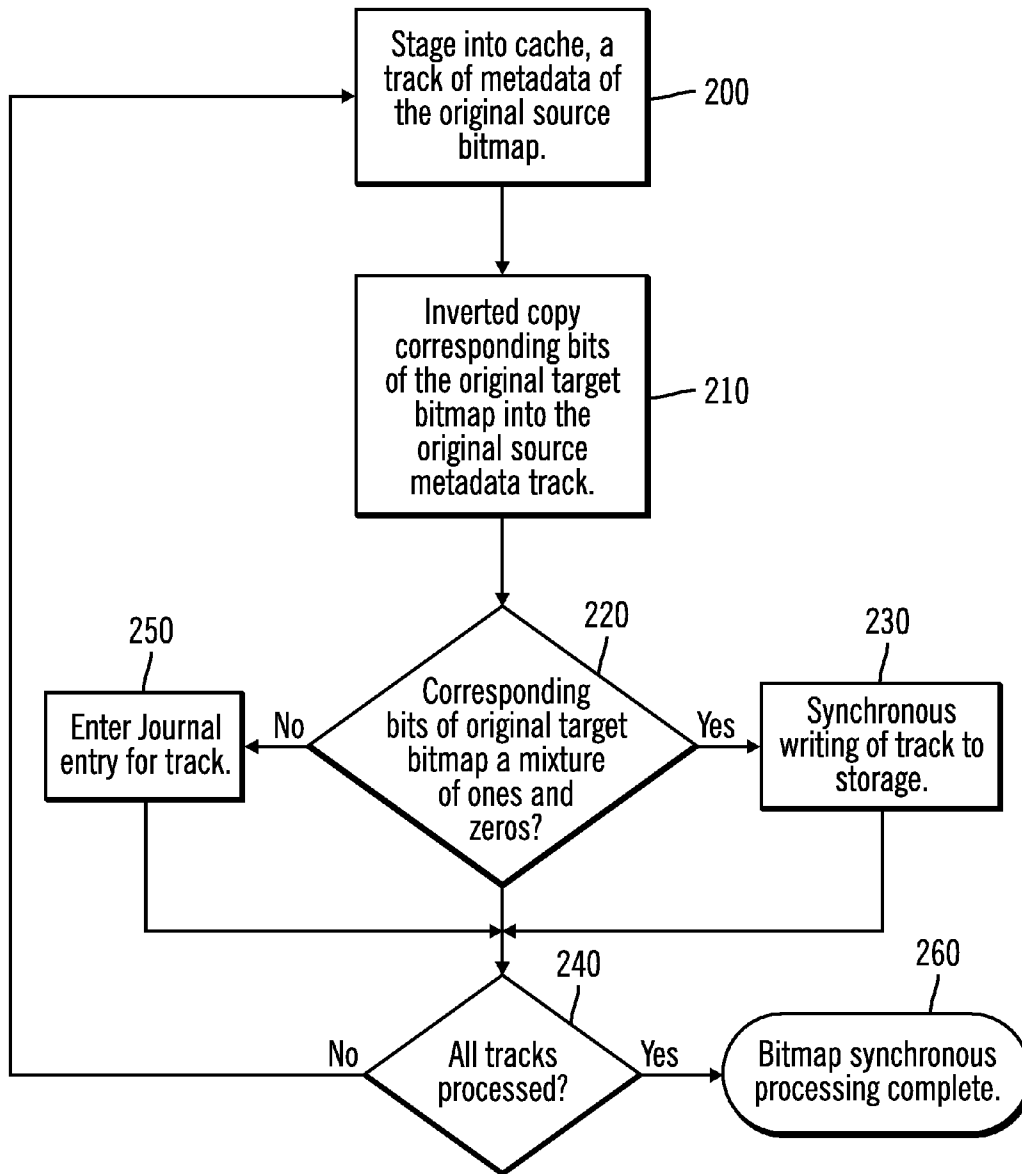 Stage into cache, a
track of metadata of
the original source
bitmap.
200
Inverted copy
corresponding bits
of the original target
bitmap into the
original source
metadata track.
210
220
Corresponding
bits of original target
bitmap a mixture
of ones and
zeros?
No
Yes
250
Enter Journal
entry for track.
230
Synchronous
writing of track to
storage.
240
All tracks
processed?
No
Yes
260
Bitmap synchronous
processing complete.